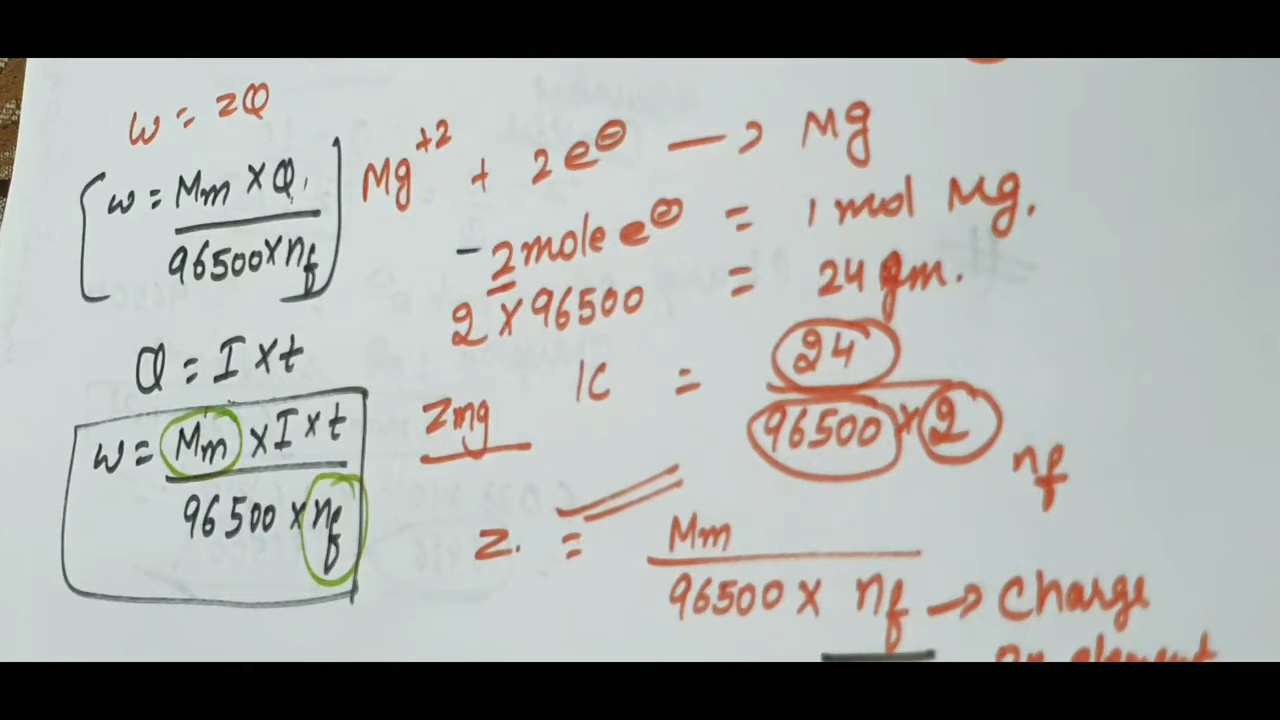 w = ZQ
w = Mm × Q
96500 × nf
Q = I × t
w = Mm × I × t
96500 × nf
Mg+2 + 2e⊖ → Mg
2 mole e⊖ = 1 mol Mg.
2 × 96500 = 24 gm.
1C = 24
96500 × 2
nf
Zmg
Z. = Mm
96500 × nf → Charge
element